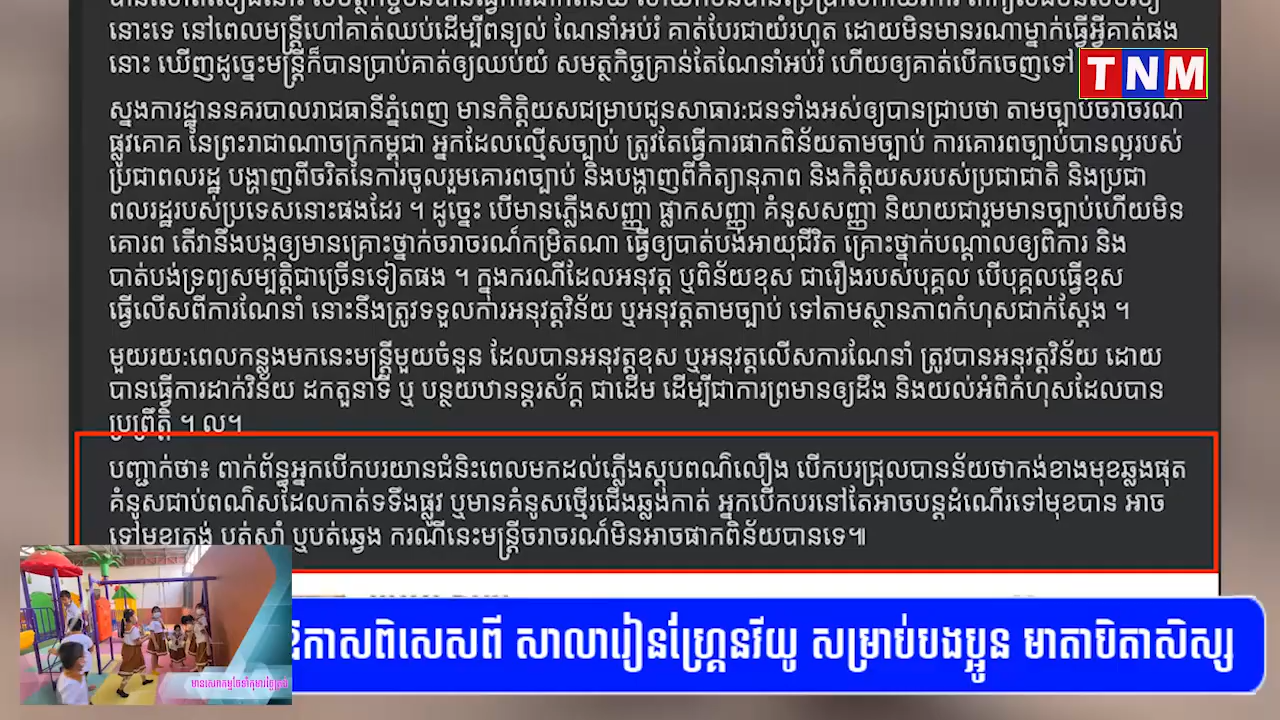 នោះទេ នៅពេលមន្ត្រីហៅគាត់ឈប់ដើម្បីពន្យល់ ណែនាំអប់រំ គាត់បែរជាយំរហូត ដោយមិនមានរណាម្នាក់ធ្វើអ្វីគាត់ផង
នោះ ឃើញដូច្នេះមន្ត្រីក៏បានប្រាប់គាត់ឲ្យឈប់យំ សមត្ថកិច្ចគ្រាន់តែណែនាំអប់រំ ហើយឲ្យគាត់បើកចេញទៅ
TNM
ស្នងការដ្ឋាននគរបាលរាជធានីភ្នំពេញ មានកិត្តិយសជម្រាបជូនសាធារៈជនទាំងអស់ឲ្យបានជ្រាបថា តាមច្បាប់ចរាចរណ៍
ផ្លូវគោក នៃព្រះរាជាណាចក្រកម្ពុជា អ្នកដែលល្មើសច្បាប់ ត្រូវតែធ្វើការផាកពិន័យតាមច្បាប់ ការគោរពច្បាប់បានល្អរបស់
ប្រជាពលរដ្ឋ បង្ហាញពីចរិតនៃការចូលរួមគោរពច្បាប់ និងបង្ហាញពីកិត្យានុភាព និងកិត្តិយសរបស់ប្រជាជាតិ និងប្រជា
ពលរដ្ឋរបស់ប្រទេសនោះផងដែរ ។ ដូច្នេះ បើមានភ្លើងសញ្ញា ផ្លាកសញ្ញា គំនូសសញ្ញា និយាយជារួមមានច្បាប់ហើយមិន
គោរព តើវានឹងបង្កឲ្យមានគ្រោះថ្នាក់ចរាចរណ៍កម្រិតណា ធ្វើឲ្យបាត់បង់អាយុជីវិត គ្រោះថ្នាក់បណ្តាលឲ្យពិការ និង
បាត់បង់ទ្រព្យសម្បត្តិជាច្រើនទៀតផង ។ ក្នុងករណីដែលអនុវត្ត ឬពិន័យខុស ជារឿងរបស់បុគ្គល បើបុគ្គលធ្វើខុស
ធ្វើលើសពីការណែនាំ នោះនឹងត្រូវទទួលការអនុវត្តវិន័យ ឬអនុវត្តតាមច្បាប់ ទៅតាមស្ថានភាពកំហុសជាក់ស្តែង ។
មួយរយៈពេលកន្លងមកនេះមន្ត្រីមួយចំនួន ដែលបានអនុវត្តខុស ឬអនុវត្តលើសការណែនាំ ត្រូវបានអនុវត្តវិន័យ ដោយ
បានធ្វើការដាក់វិន័យ ដកតួនាទី ឬ បន្ថយឋានន្តរស័ក្ត ជាដើម ដើម្បីជាការព្រមានឲ្យដឹង និងយល់អំពីកំហុសដែលបាន
ប្រព្រឹត្តិ ។ ល។
បញ្ជាក់ថា៖ ពាក់ព័ន្ធអ្នកបើកបរយានជំនិះពេលមកដល់ភ្លើងស្តុបពណ៌លឿង បើកបរជ្រុលបានន័យថាកង់ខាងមុខឆ្លងផុត
គំនូសជាប់ពណ៌សដែលកាត់ទទឹងផ្លូវ ឬមានគំនូសថ្មើរជើងឆ្លងកាត់ អ្នកបើកបរនៅតែអាចបន្តដំណើរទៅមុខបាន អាច
ទៅមុខត្រង់ បត់ស្តាំ ឬបត់ឆ្វេង ករណីនេះមន្ត្រីចរាចរណ៍មិនអាចផាកពិន័យបានទេ៕
ឱកាសពិសេសពី សាលារៀនហ្គ្រែនវីយូ សម្រាប់បងប្អូន មាតាបិតាសិស្ស